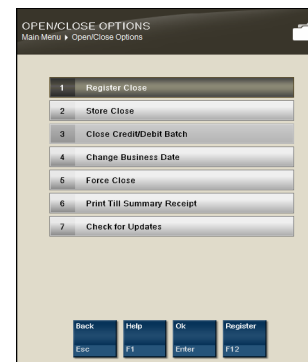 OPEN/CLOSE OPTIONS
Main Menu ▸ Open/Close Options
1 Register Close
2 Store Close
3 Close Credit/Debit Batch
4 Change Business Date
5 Force Close
6 Print Till Summary Receipt
7 Check for Updates
Back Help Ok Register
Esc F1 Enter F12